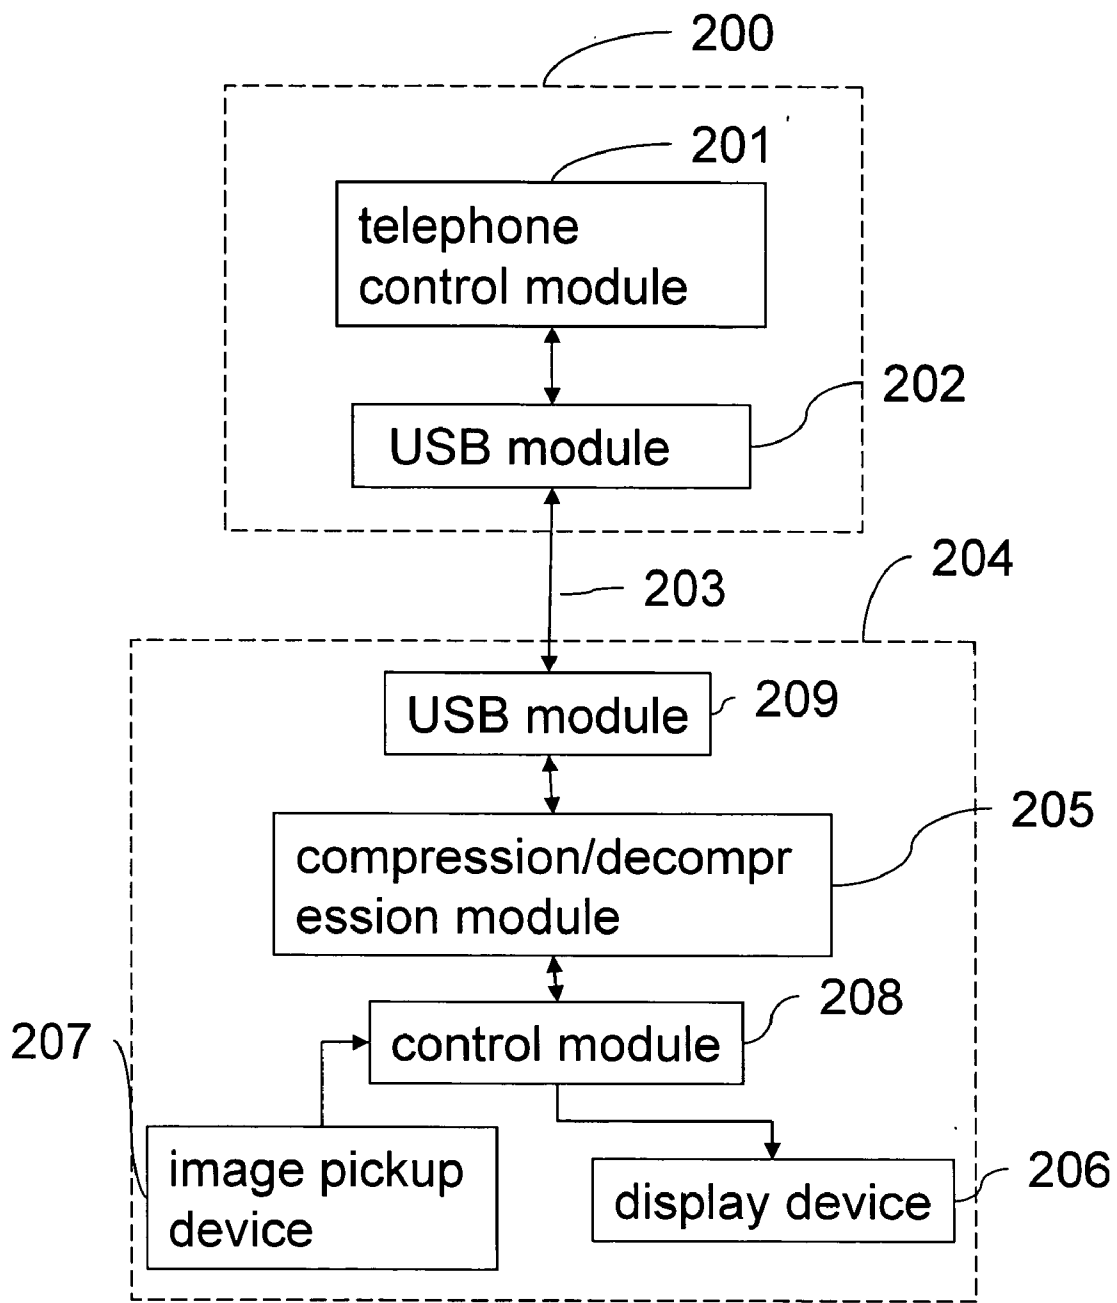 200
201
telephone
control module
202
USB module
203
204
USB module
209
205
compression/decompr
ession module
208
control module
207
image pickup
device
206
display device